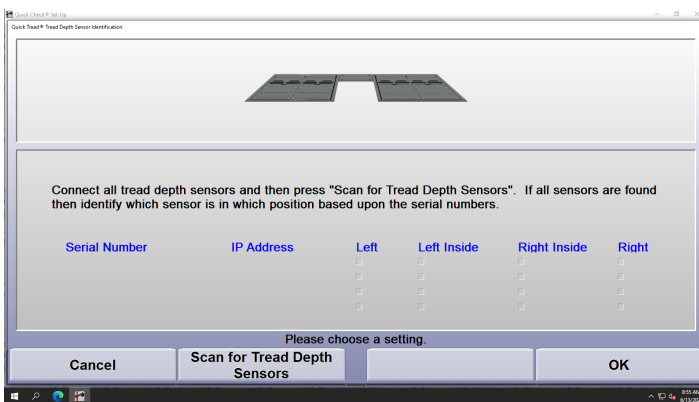 Quick Check® Set-Up
Quick Tread® Tread Depth Sensor Identification
Connect all tread depth sensors and then press "Scan for Tread Depth Sensors". If all sensors are found
then identify which sensor is in which position based upon the serial numbers.
Serial Number IP Address Left Left Inside Right Inside Right
Please choose a setting.
Cancel
Scan for Tread Depth
Sensors
OK
8:55 AM